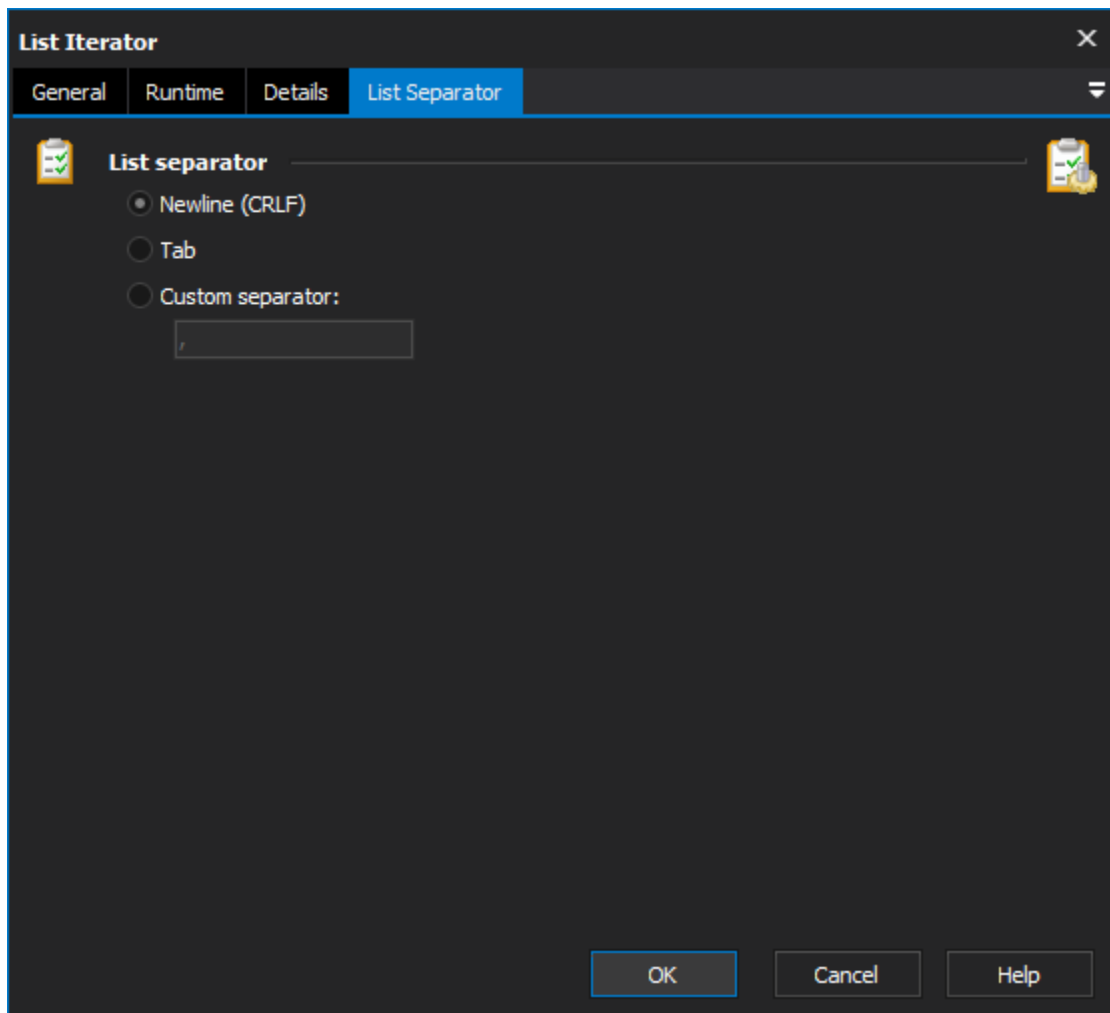 List Iterator
General Runtime Details List Separator
List separator
Newline (CRLF)
Tab
Custom separator:
,
OK Cancel Help